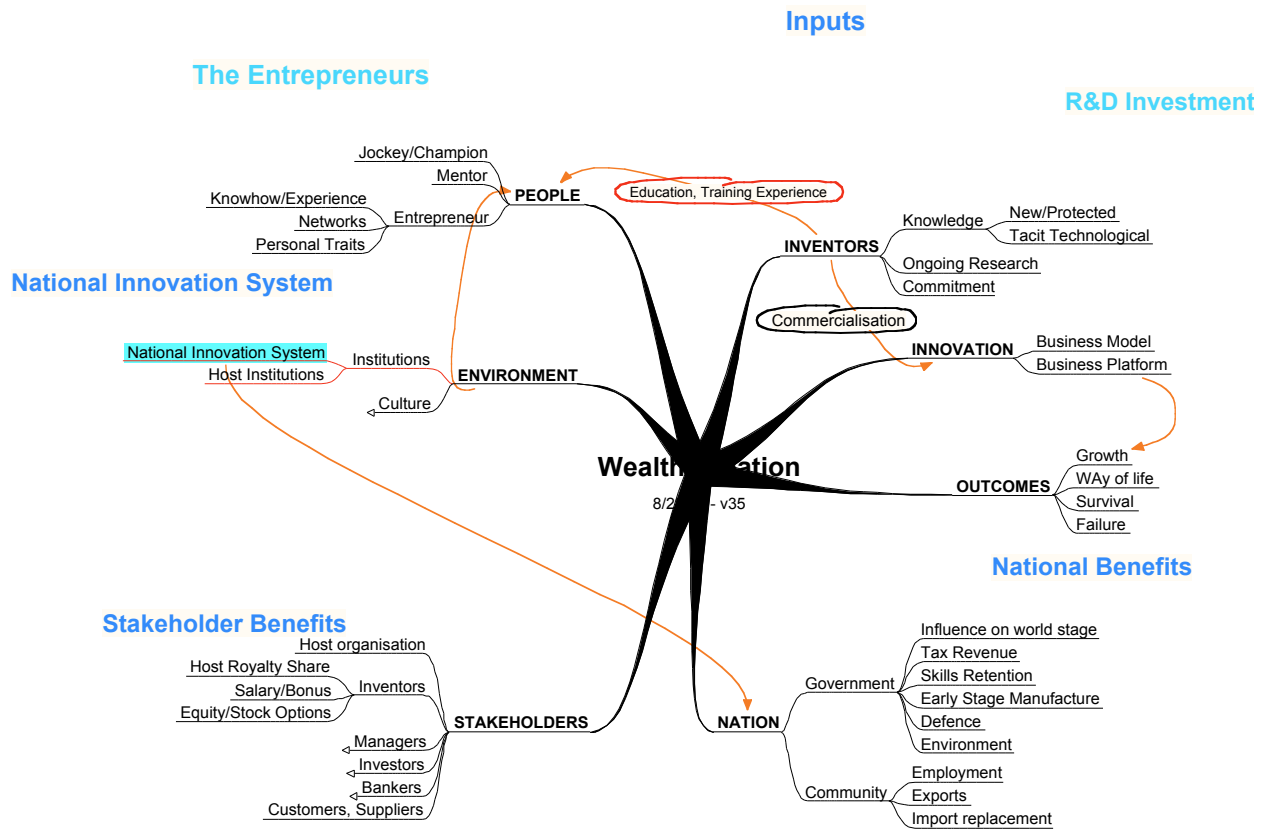 Inputs
The Entrepreneurs
R&D Investment
Jockey/Champion
Mentor
PEOPLE
Knowhow/Experience
Networks
Entrepreneur
Personal Traits
Education, Training Experience
INVENTORS
Knowledge
New/Protected
Tacit Technological
Ongoing Research
Commitment
National Innovation System
National Innovation System
Institutions
Host Institutions
ENVIRONMENT
Culture
Commercialisation
INNOVATION
Business Model
Business Platform
Wealth
- v35
OUTCOMES
Growth
WAy of life
Survival
Failure
National Benefits
Stakeholder Benefits
Host organisation
Host Royalty Share
Inventors
Salary/Bonus
Equity/Stock Options
STAKEHOLDERS
Managers
Investors
Bankers
Customers, Suppliers
NATION
Government
Influence on world stage
Tax Revenue
Skills Retention
Early Stage Manufacture
Defence
Environment
Community
Employment
Exports
Import replacement